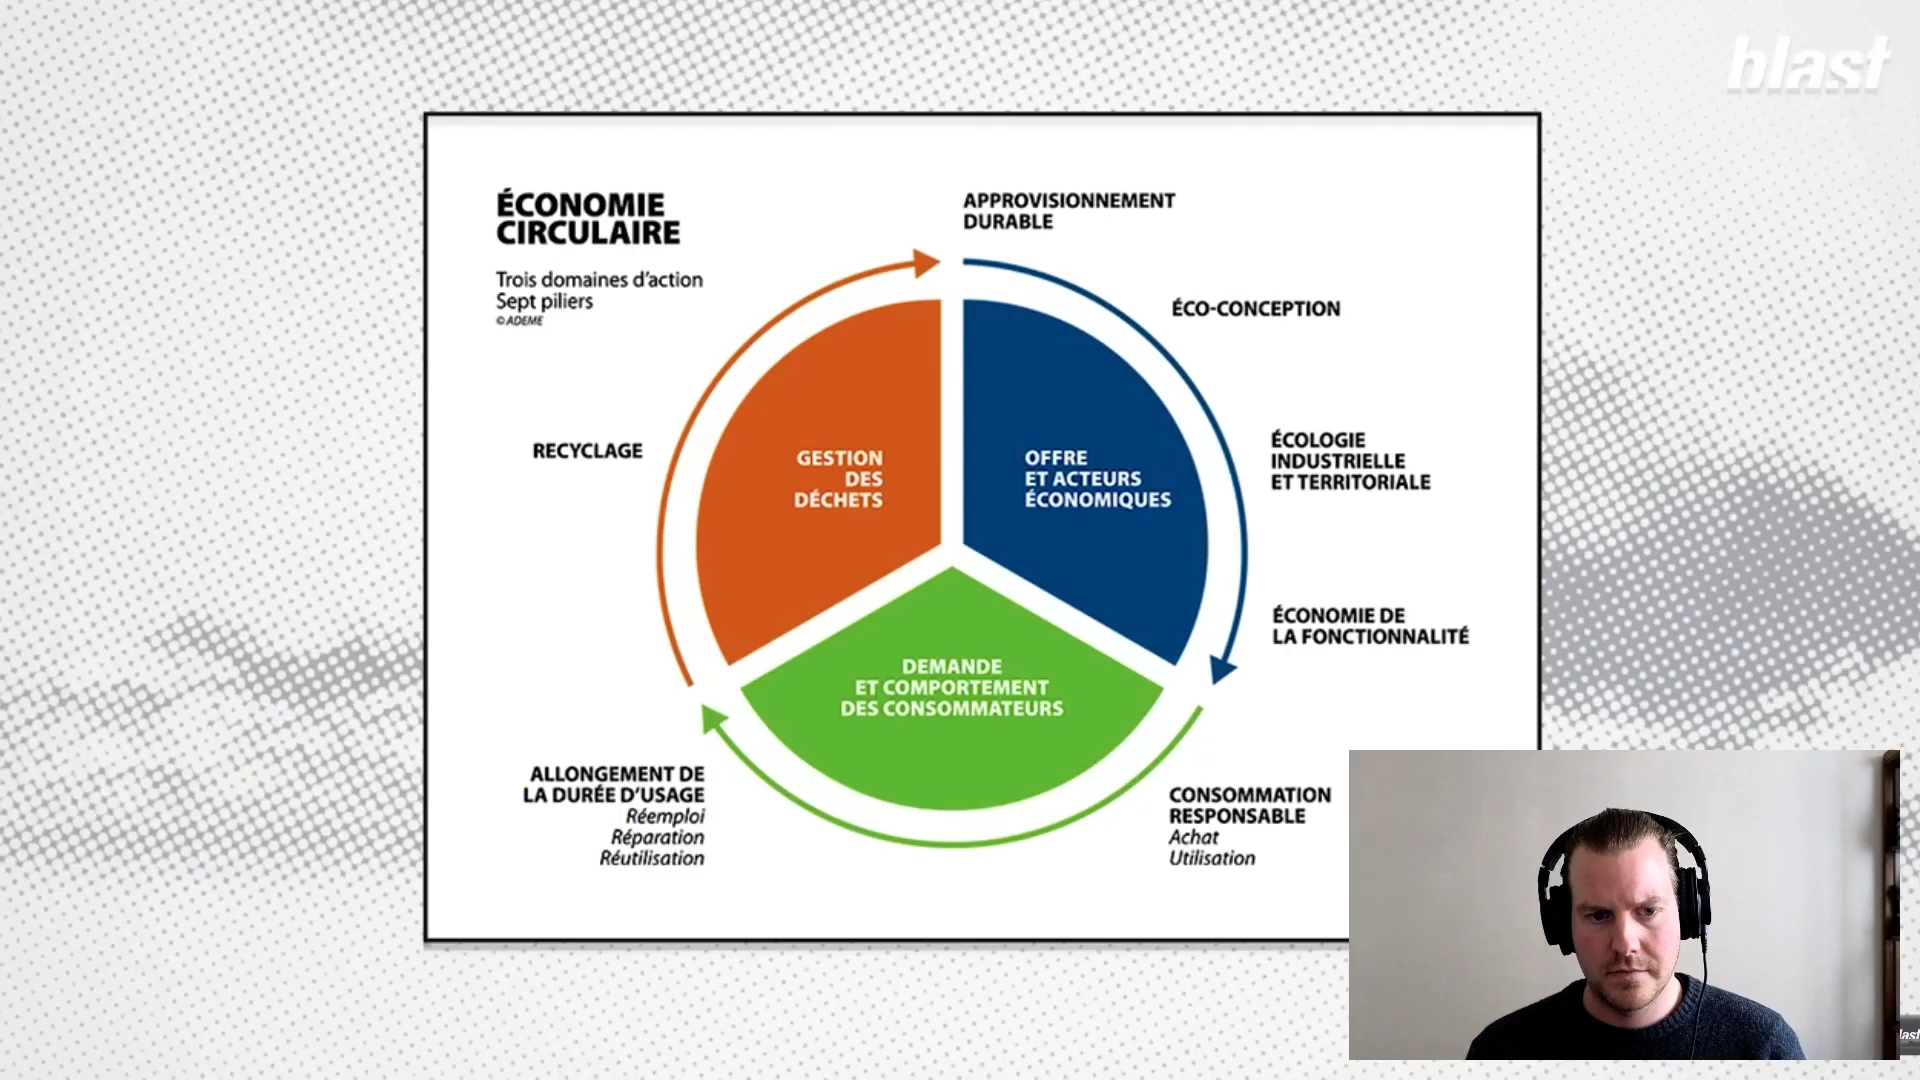 blast
ÉCONOMIE
CIRCULAIRE
Trois domaines d'action
Sept piliers
© ADEME
APPROVISIONNEMENT
DURABLE
ÉCO-CONCEPTION
ÉCOLOGIE
INDUSTRIELLE
ET TERRITORIALE
ÉCONOMIE DE
LA FONCTIONNALITÉ
RECYCLAGE
GESTION
DES
DÉCHETS
OFFRE
ET ACTEURS
ÉCONOMIQUES
DEMANDE
ET COMPORTEMENT
DES CONSOMMATEURS
ALLONGEMENT DE
LA DURÉE D'USAGE
Réemploi
Réparation
Réutilisation
CONSOMMATION
RESPONSABLE
Achat
Utilisation